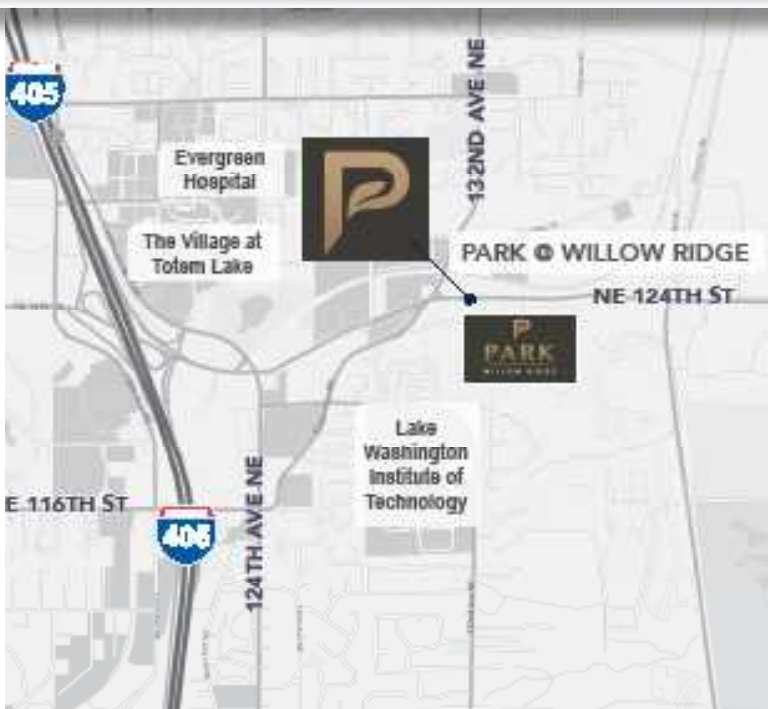 405
132ND AVE NE
Evergreen
Hospital
P
The Village at
Totem Lake
PARK @ WILLOW RIDGE
NE 124TH ST
P
PARK
Lake
Washington
Institute of
Technology
E 116TH ST
405
124TH AVE NE